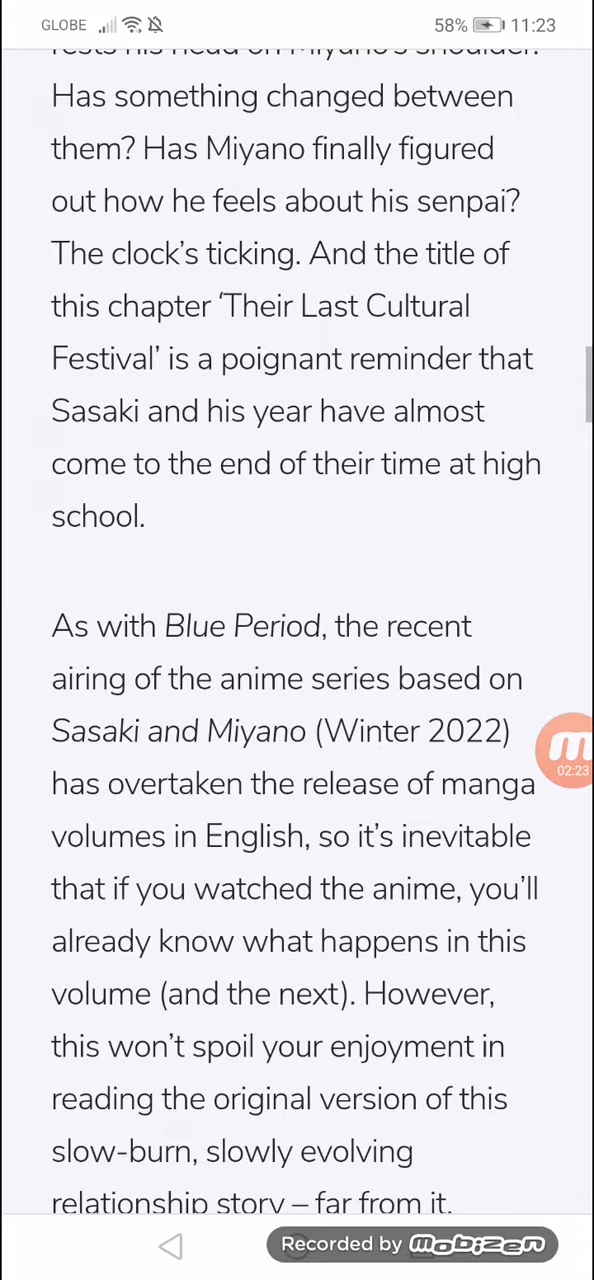 GLOBE 58% 11:23
rests his head on Miyano's shoulder.
Has something changed between
them? Has Miyano finally figured
out how he feels about his senpai?
The clock's ticking. And the title of
this chapter ‘Their Last Cultural
Festival’ is a poignant reminder that
Sasaki and his year have almost
come to the end of their time at high
school.
As with Blue Period, the recent
airing of the anime series based on
Sasaki and Miyano (Winter 2022)
has overtaken the release of manga
volumes in English, so it's inevitable
that if you watched the anime, you'll
already know what happens in this
volume (and the next). However,
this won't spoil your enjoyment in
reading the original version of this
slow-burn, slowly evolving
relationship story – far from it.
m
02:23
Recorded by mobizen